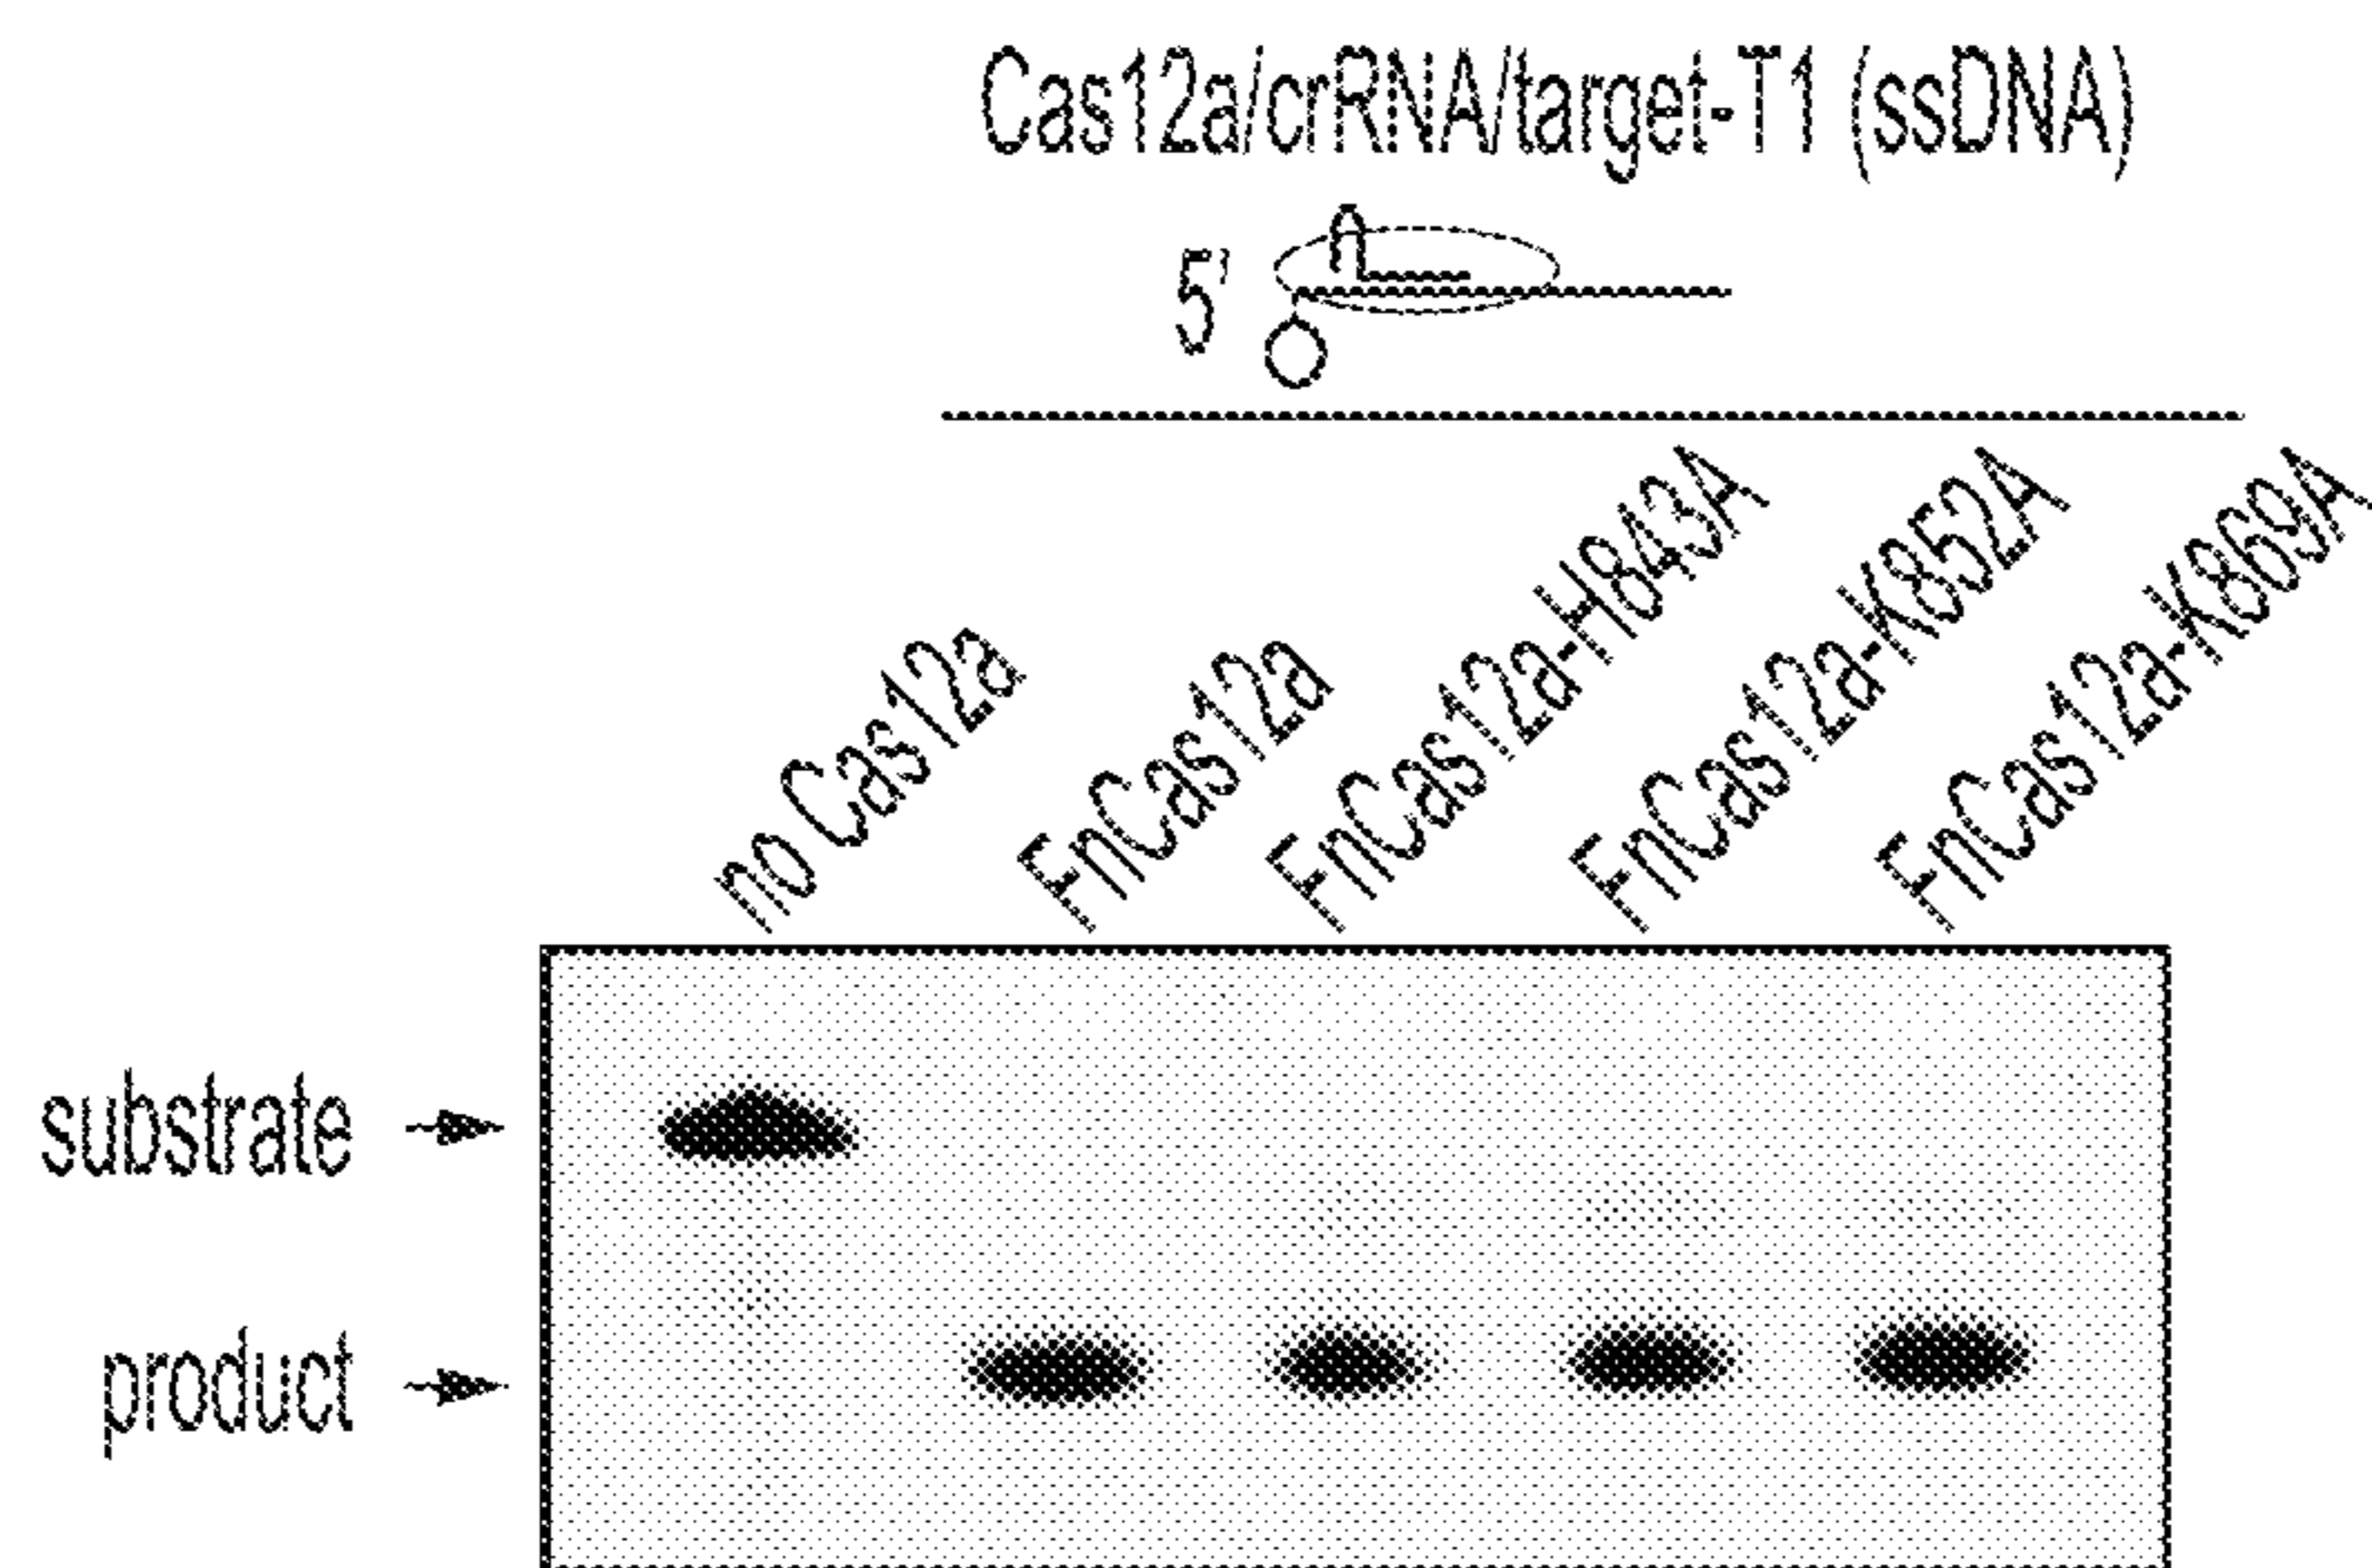 Cas12a/crRNA/target-T1 (ssDNA)
5'
no Cas12a
FnCas12a
FnCas12a-H843A
FnCas12a-K852A
FnCas12a-K869A
substrate
product